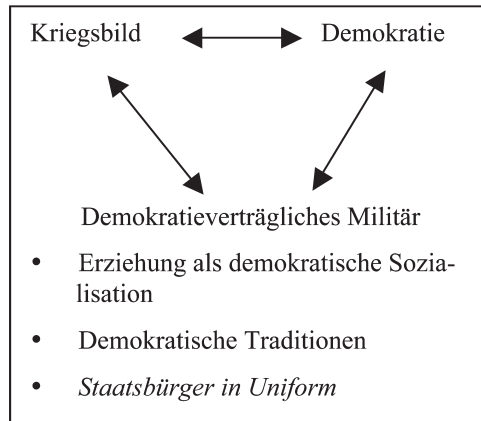 Kriegsbild Demokratie
Demokratieverträgliches Militär
• Erziehung als demokratische Sozia-
lisation
• Demokratische Traditionen
• Staatsbürger in Uniform